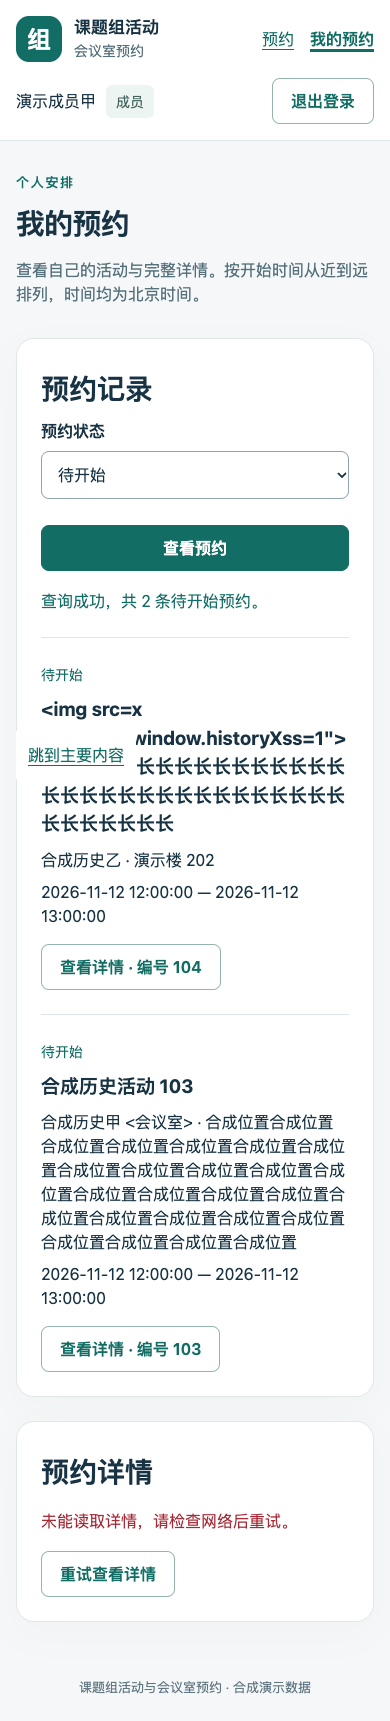 组
课题组活动
会议室预约
预约
我的预约
演示成员甲
成员
退出登录
个人安排
我的预约
查看自己的活动与完整详情。按开始时间从近到远
排列，时间均为北京时间。
预约记录
预约状态
待开始
查看预约
查询成功，共 2 条待开始预约。
待开始
<img src=x
window.historyXss=1">
跳到主要内容
长长长长长长长长长长长
长长长长长长长长长长长长长长长长
长长长长长长长
合成历史乙 · 演示楼 202
2026-11-12 12:00:00 — 2026-11-12
13:00:00
查看详情 · 编号 104
待开始
合成历史活动 103
合成历史甲 <会议室> · 合成位置合成位置
合成位置合成位置合成位置合成位置合成位
置合成位置合成位置合成位置合成位置合成
位置合成位置合成位置合成位置合成位置合
成位置合成位置合成位置合成位置合成位置
合成位置合成位置合成位置合成位置
2026-11-12 12:00:00 — 2026-11-12
13:00:00
查看详情 · 编号 103
预约详情
未能读取详情，请检查网络后重试。
重试查看详情
课题组活动与会议室预约 · 合成演示数据